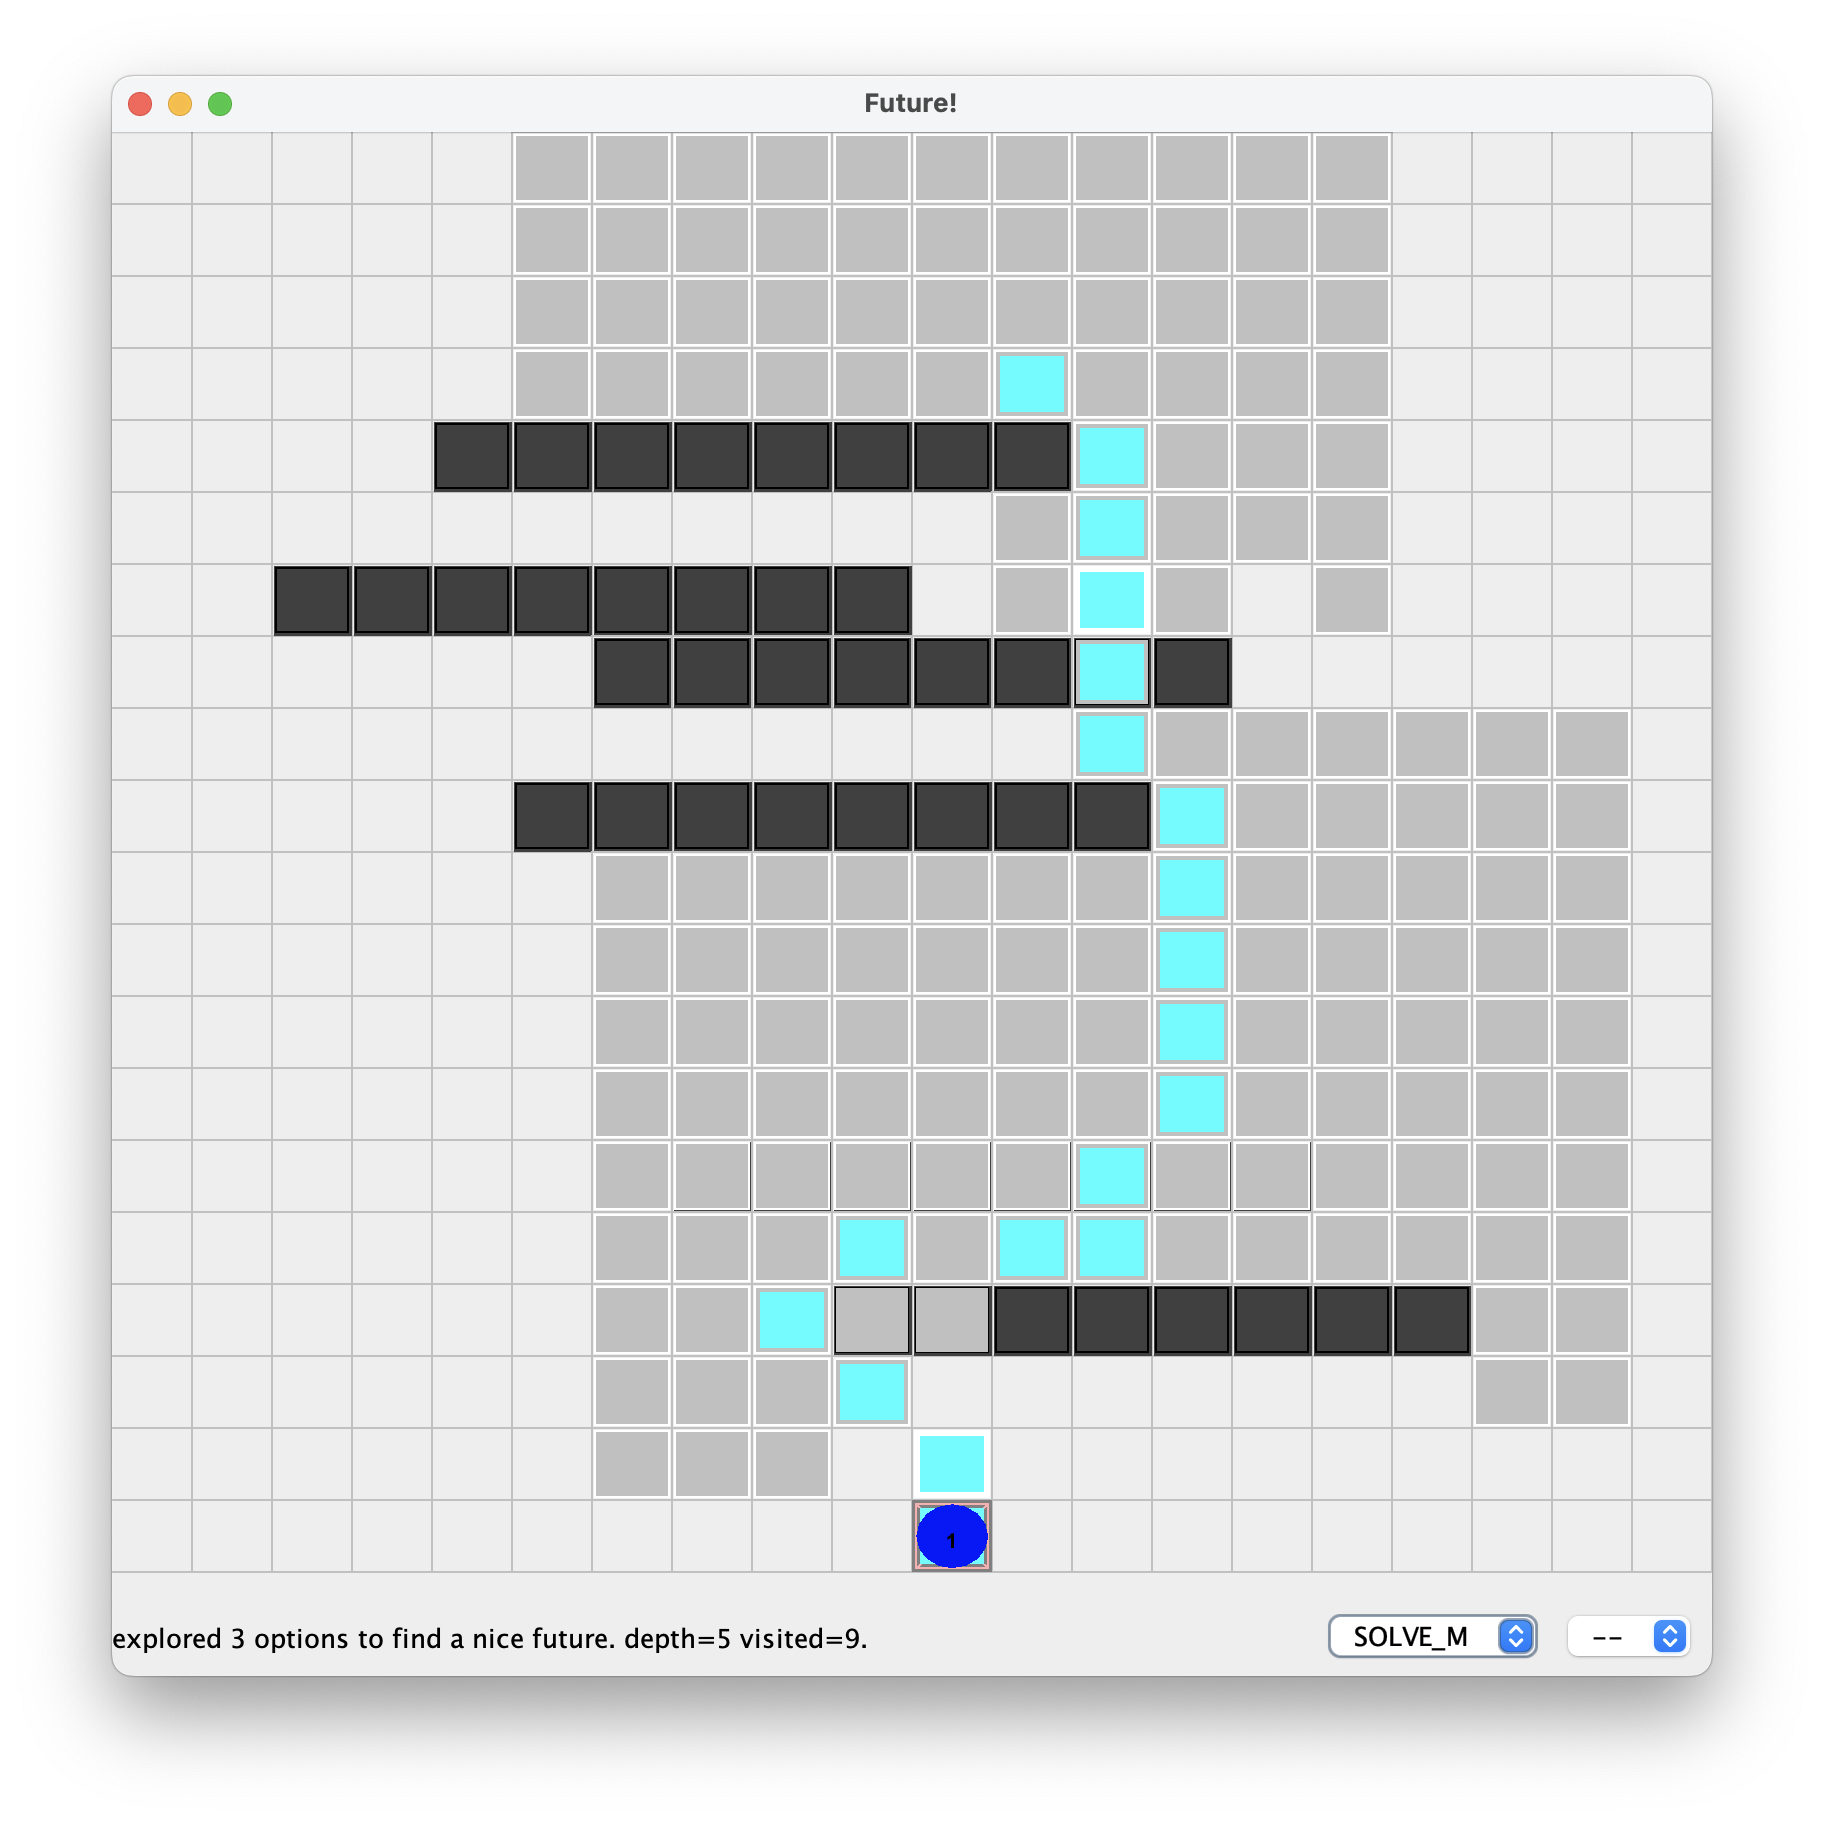 Future!
1
explored 3 options to find a nice future. depth=5 visited=9.
SOLVE_M
--